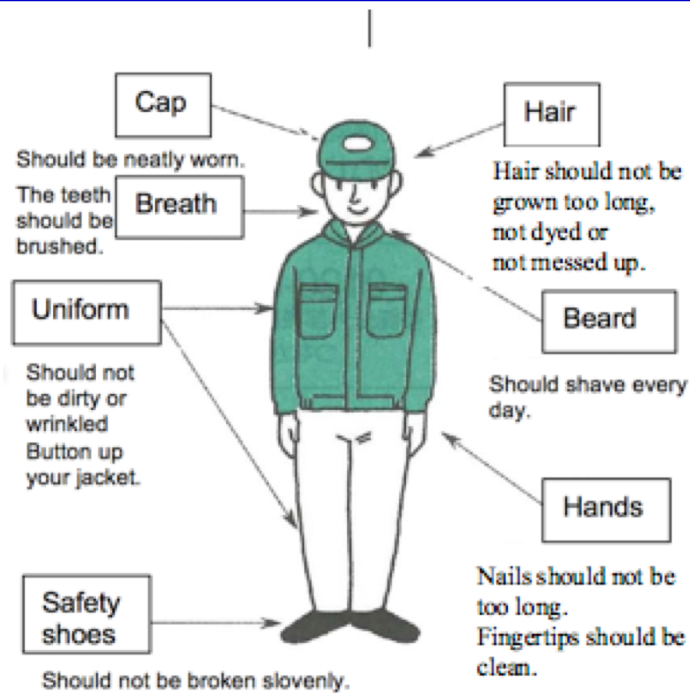 Cap
Should be neatly worn.
Breath
The teeth
should be
brushed.
Uniform
Should not
be dirty or
wrinkled
Button up
your jacket.
Safety
shoes
Should not be broken slovenly.
Hair
Hair should not be
grown too long,
not dyed or
not messed up.
Beard
Should shave every
day.
Hands
Nails should not be
too long.
Fingertips should be
clean.